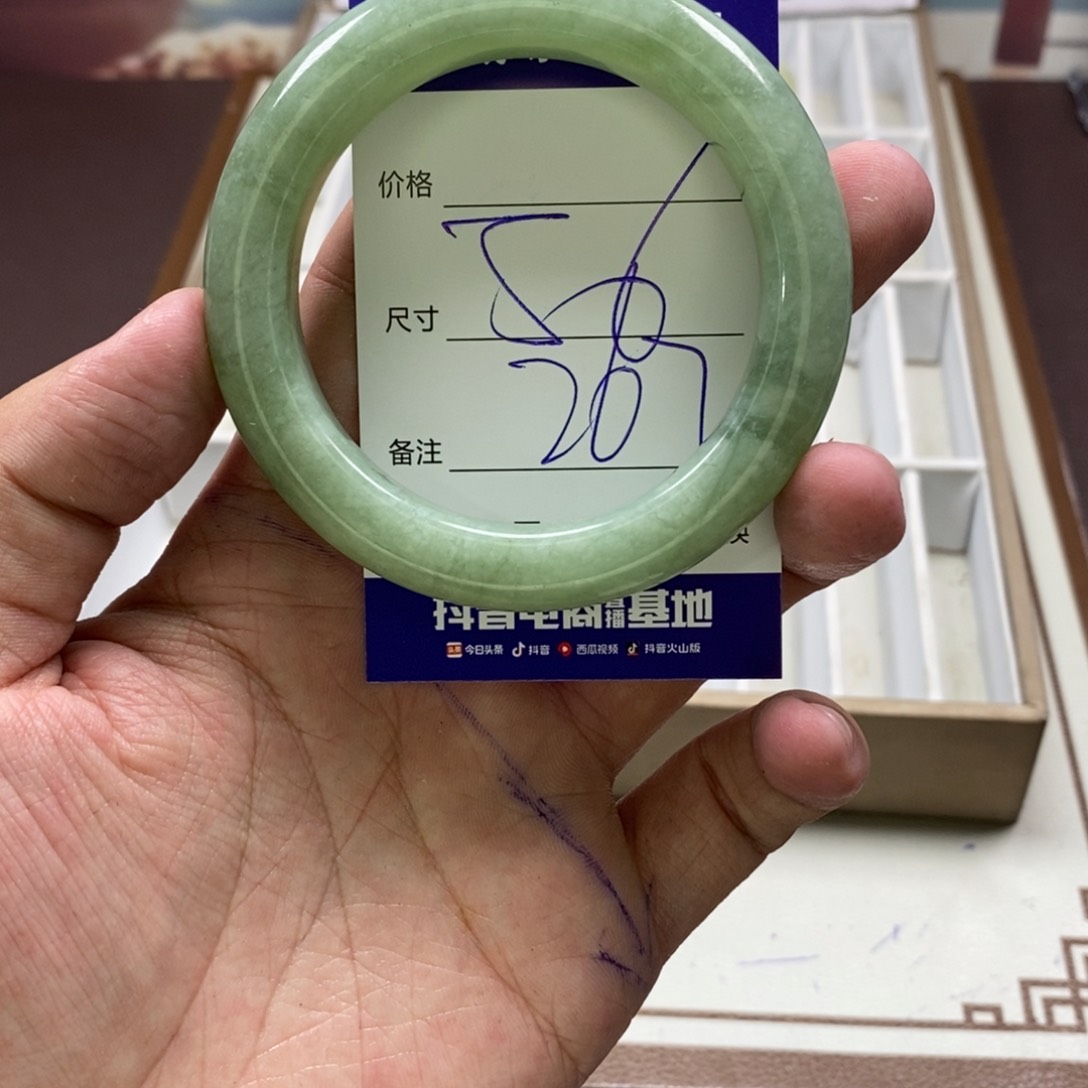 价格
尺寸
备注
20
抖音电商直播基地
今日头条 抖音 西瓜视频 抖音火山版